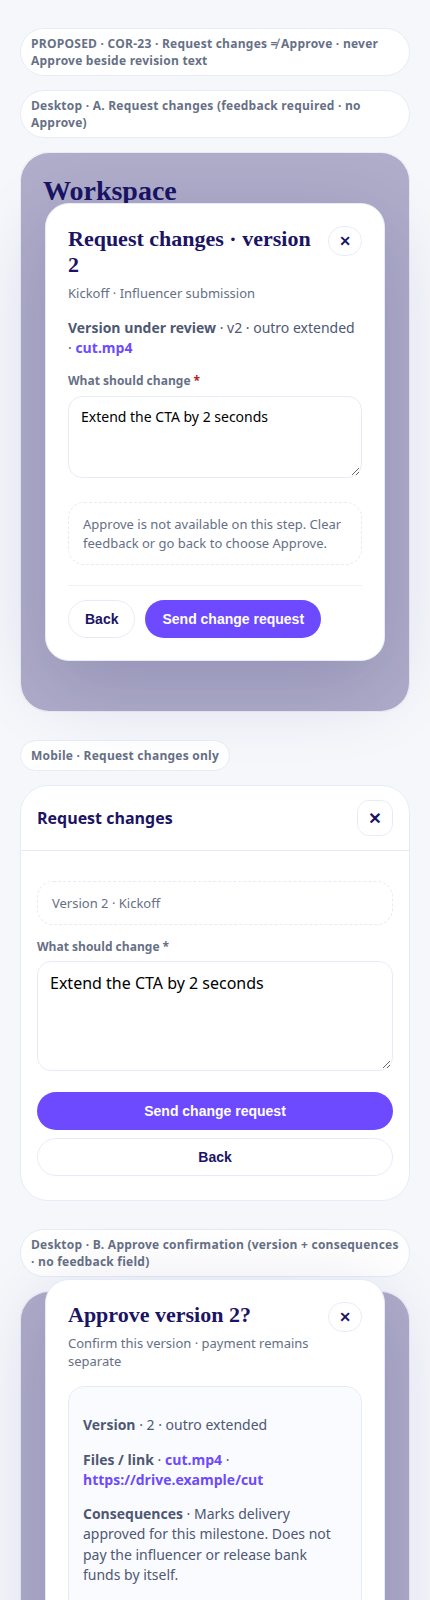 PROPOSED · COR-23 · Request changes ≠ Approve · never
Approve beside revision text
Desktop · A. Request changes (feedback required · no
Approve)
Workspace
Request changes · version
2
✕
Kickoff · Influencer submission
Version under review · v2 · outro extended
· cut.mp4
What should change *
Extend the CTA by 2 seconds
Approve is not available on this step. Clear
feedback or go back to choose Approve.
Back
Send change request
Mobile · Request changes only
Request changes
✕
Version 2 · Kickoff
What should change *
Extend the CTA by 2 seconds
Send change request
Back
Desktop · B. Approve confirmation (version + consequences
· no feedback field)
Approve version 2?
✕
Confirm this version · payment remains
separate
Version · 2 · outro extended
Files / link · cut.mp4 ·
https://drive.example/cut
Consequences · Marks delivery
approved for this milestone. Does not
pay the influencer or release bank
funds by itself.